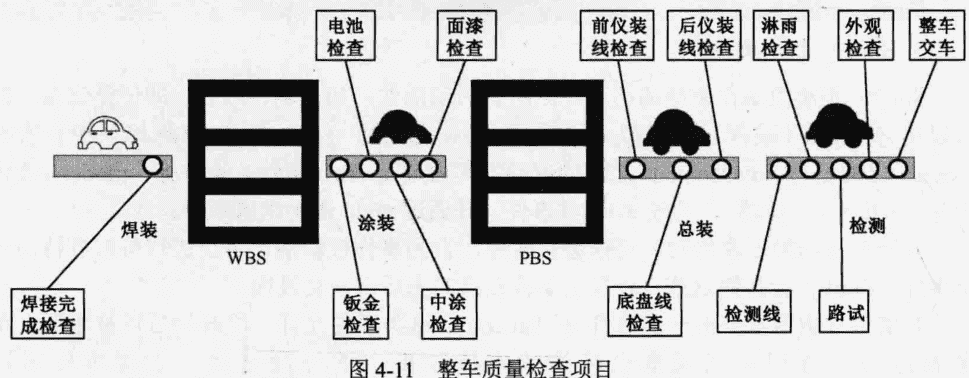 电池
检查
面漆
检查
前仪装
线检查
后仪装
线检查
淋雨
检查
外观
检查
整车
交车
焊装
WBS
涂装
PBS
总装
检测
焊接完
成检查
钣金
检查
中涂
检查
底盘线
检查
检测线
路试
图 4-11 整车质量检查项目